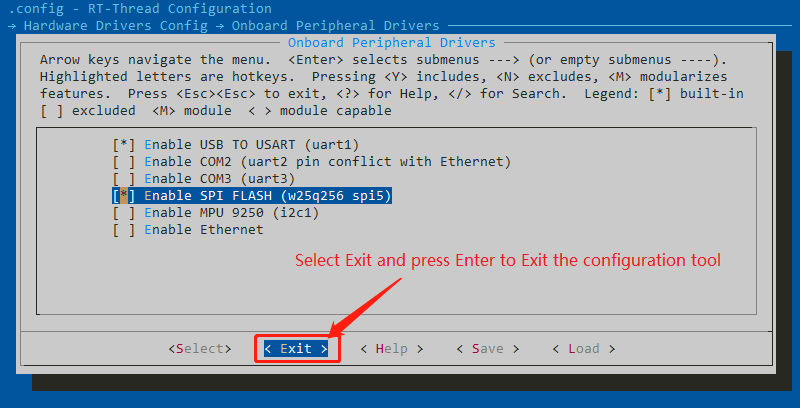 .config - RT-Thread Configuration
→ Hardware Drivers Config → Onboard Peripheral Drivers
Onboard Peripheral Drivers
Arrow keys navigate the menu.  <Enter> selects submenus ---> (or empty submenus ----).
Highlighted letters are hotkeys.  Pressing <Y> includes, <N> excludes, <M> modularizes
features.  Press <Esc><Esc> to exit, <?> for Help, </> for Search.  Legend: [*] built-in
[ ] excluded  <M> module  < > module capable
[*] Enable USB TO USART (uart1)
[ ] Enable COM2 (uart2 pin conflict with Ethernet)
[ ] Enable COM3 (uart3)
[*] Enable SPI FLASH (w25q256 spi5)
[ ] Enable MPU 9250 (i2c1)
[ ] Enable Ethernet
Select Exit and press Enter to Exit the configuration tool
<Select>    < Exit >    < Help >    < Save >    < Load >